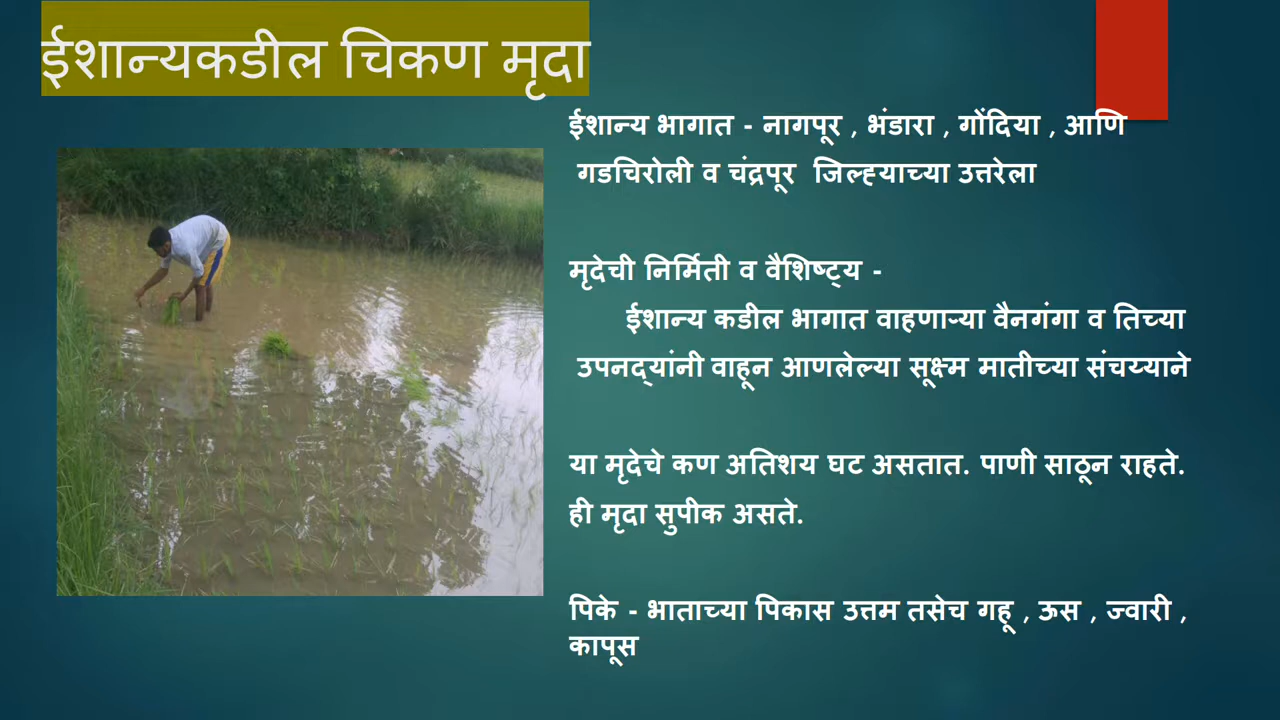 ईशान्यकडील चिकण मृदा
ईशान्य भागात - नागपूर , भंडारा , गोंदिया , आणि
गडचिरोली व चंद्रपूर जिल्ह्याच्या उत्तरेला
मृदेची निर्मिती व वैशिष्ट्य -
ईशान्य कडील भागात वाहणाऱ्या वैनगंगा व तिच्या
उपनद्यांनी वाहून आणलेल्या सूक्ष्म मातीच्या संचय्याने
या मृदेचे कण अतिशय घट असतात. पाणी साठून राहते.
ही मृदा सुपीक असते.
पिके - भाताच्या पिकास उत्तम तसेच गहू , ऊस , ज्वारी ,
कापूस